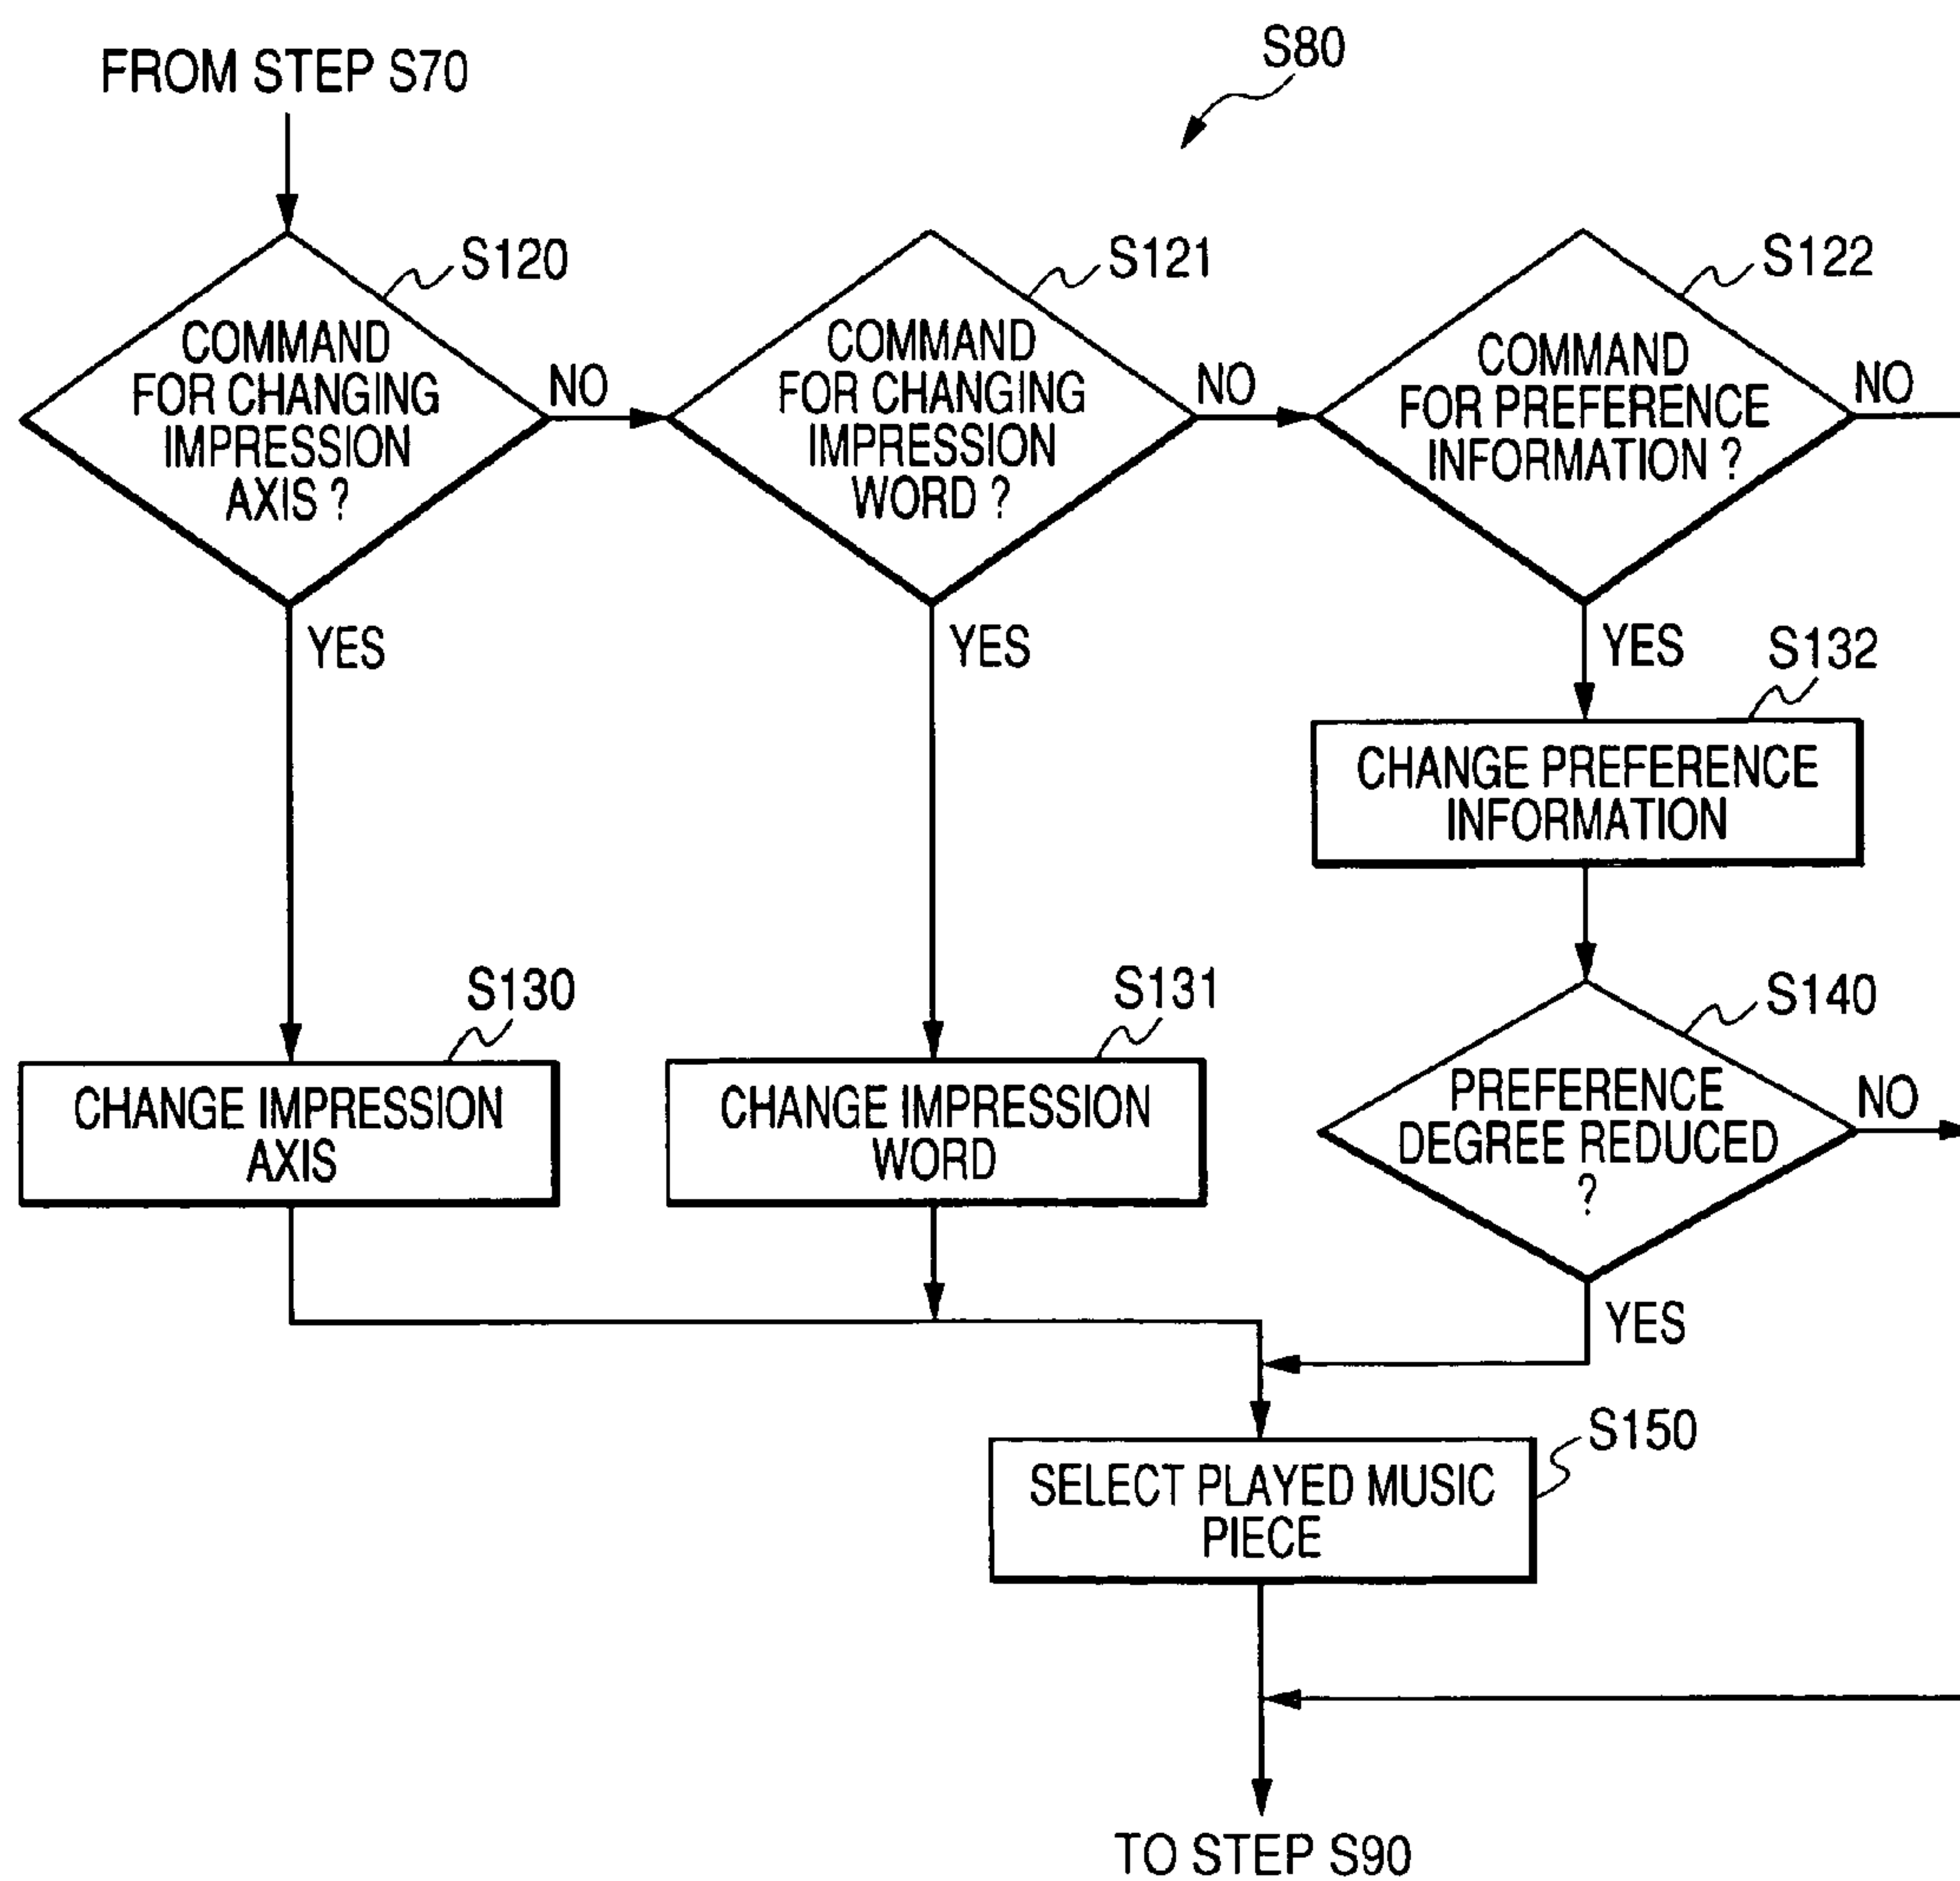 FROM STEP S70
S80
S120
COMMAND
FOR CHANGING
IMPRESSION
AXIS ?
NO
YES
S121
COMMAND
FOR CHANGING
IMPRESSION
WORD ?
NO
YES
S122
COMMAND
FOR PREFERENCE
INFORMATION ?
NO
YES
S132
CHANGE PREFERENCE
INFORMATION
S130
CHANGE IMPRESSION
AXIS
S131
CHANGE IMPRESSION
WORD
S140
PREFERENCE
DEGREE REDUCED
?
NO
YES
S150
SELECT PLAYED MUSIC
PIECE
TO STEP S90